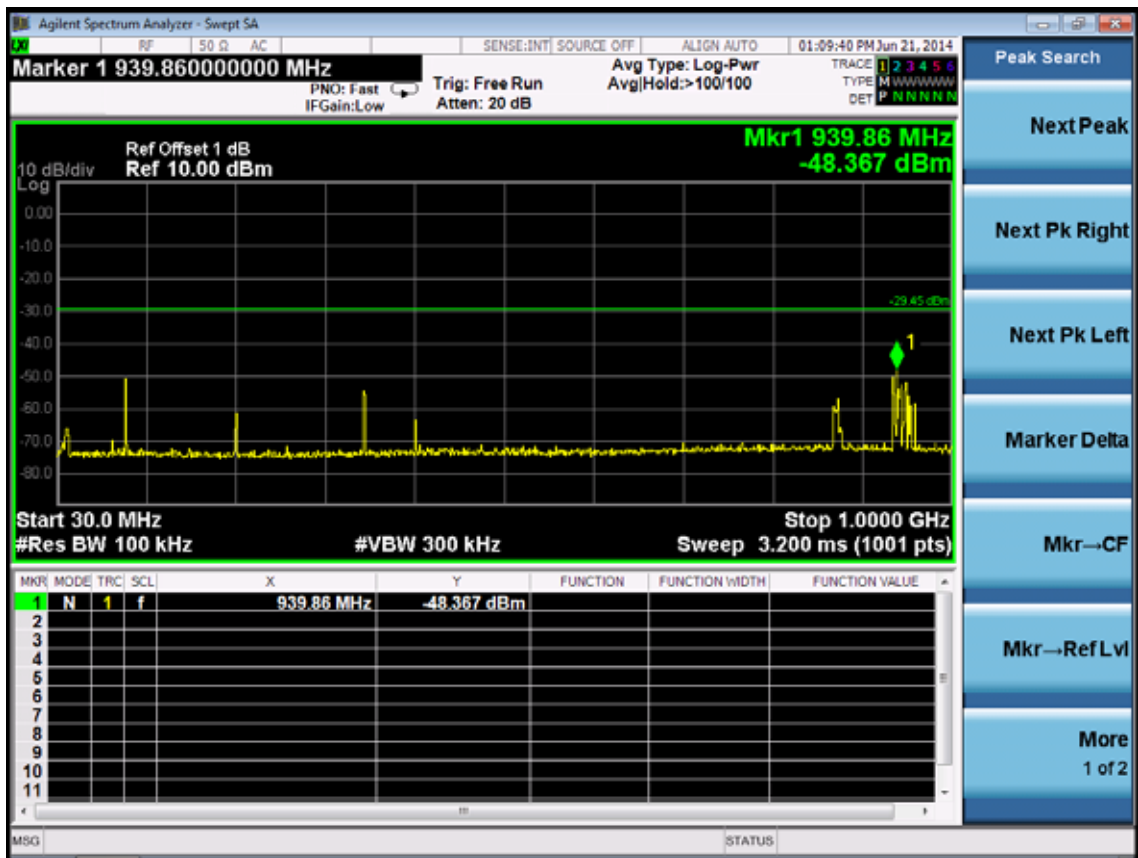 Agilent Spectrum Analyzer - Swept SA
LXI RF 50 Ω AC SENSE:INT SOURCE OFF ALIGN AUTO 01:09:40 PM Jun 21, 2014
Marker 1 939.860000000 MHz
PNO: Fast
IFGain:Low
Trig: Free Run
Atten: 20 dB
Avg Type: Log-Pwr
Avg|Hold:>100/100
TRACE 1 2 3 4 5 6
TYPE M WWWWW
DET P N N N N N
Peak Search
Next Peak
Next Pk Right
Next Pk Left
Marker Delta
Mkr→CF
Mkr→Ref Lvl
More
1 of 2
Mkr1 939.86 MHz
-48.367 dBm
Ref Offset 1 dB
10 dB/div Ref 10.00 dBm
Log
0.00
-10.0
-20.0
-30.0
-40.0
-50.0
-60.0
-70.0
-80.0
-29.45 dBm
1
Start 30.0 MHz Stop 1.0000 GHz
#Res BW 100 kHz #VBW 300 kHz Sweep 3.200 ms (1001 pts)
MKR MODE TRC SCL X Y FUNCTION FUNCTION WIDTH FUNCTION VALUE
1 N 1 f 939.86 MHz -48.367 dBm
2
3
4
5
6
7
8
9
10
11
MSG STATUS